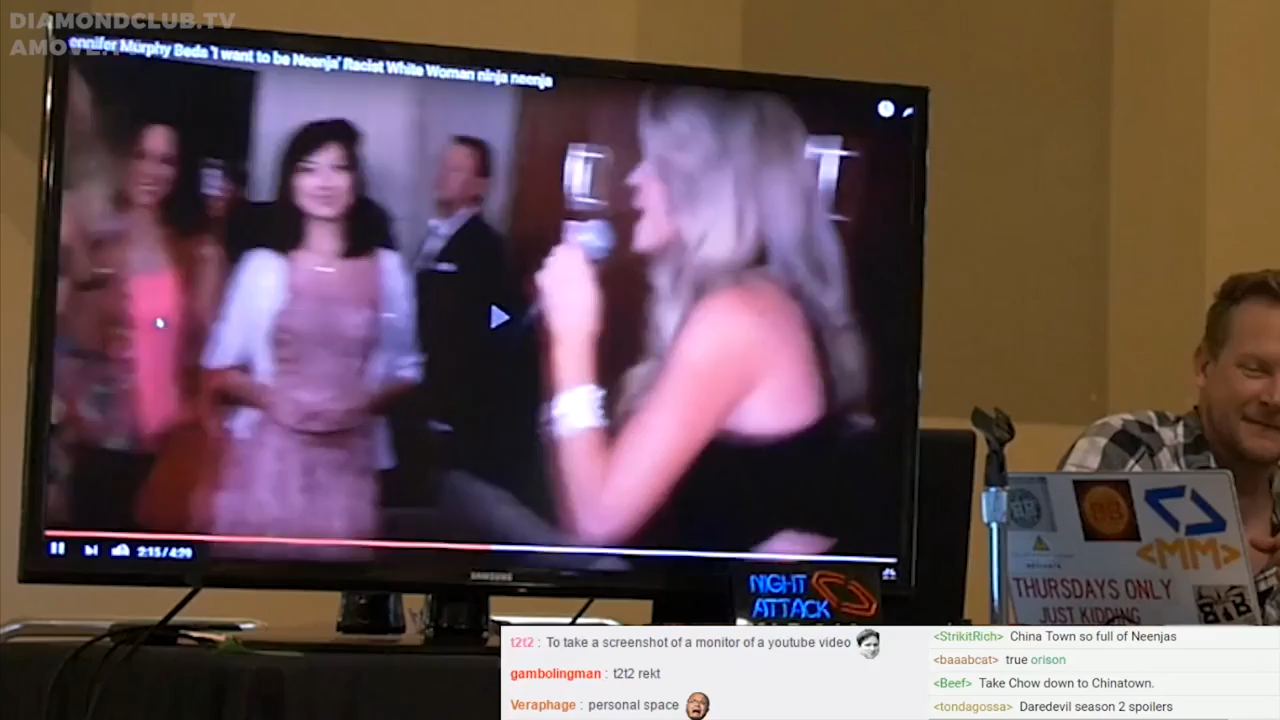 DIAMONDCLUB.TV
AMOVE.TV
ennifer Murphy Beds 'I want to be Neenja' Racist White Woman ninja neenja
2:15/4:29
SAMSUNG
NIGHT
ATTACK
<MM>
THURSDAYS ONLY
JUST KIDDING
t2t2 : To take a screenshot of a monitor of a youtube video
gambolingman : t2t2 rekt
Veraphage : personal space
<StrikitRich> China Town so full of Neenjas
<baaabcat> true orison
<Beef> Take Chow down to Chinatown.
<tondagossa> Daredevil season 2 spoilers